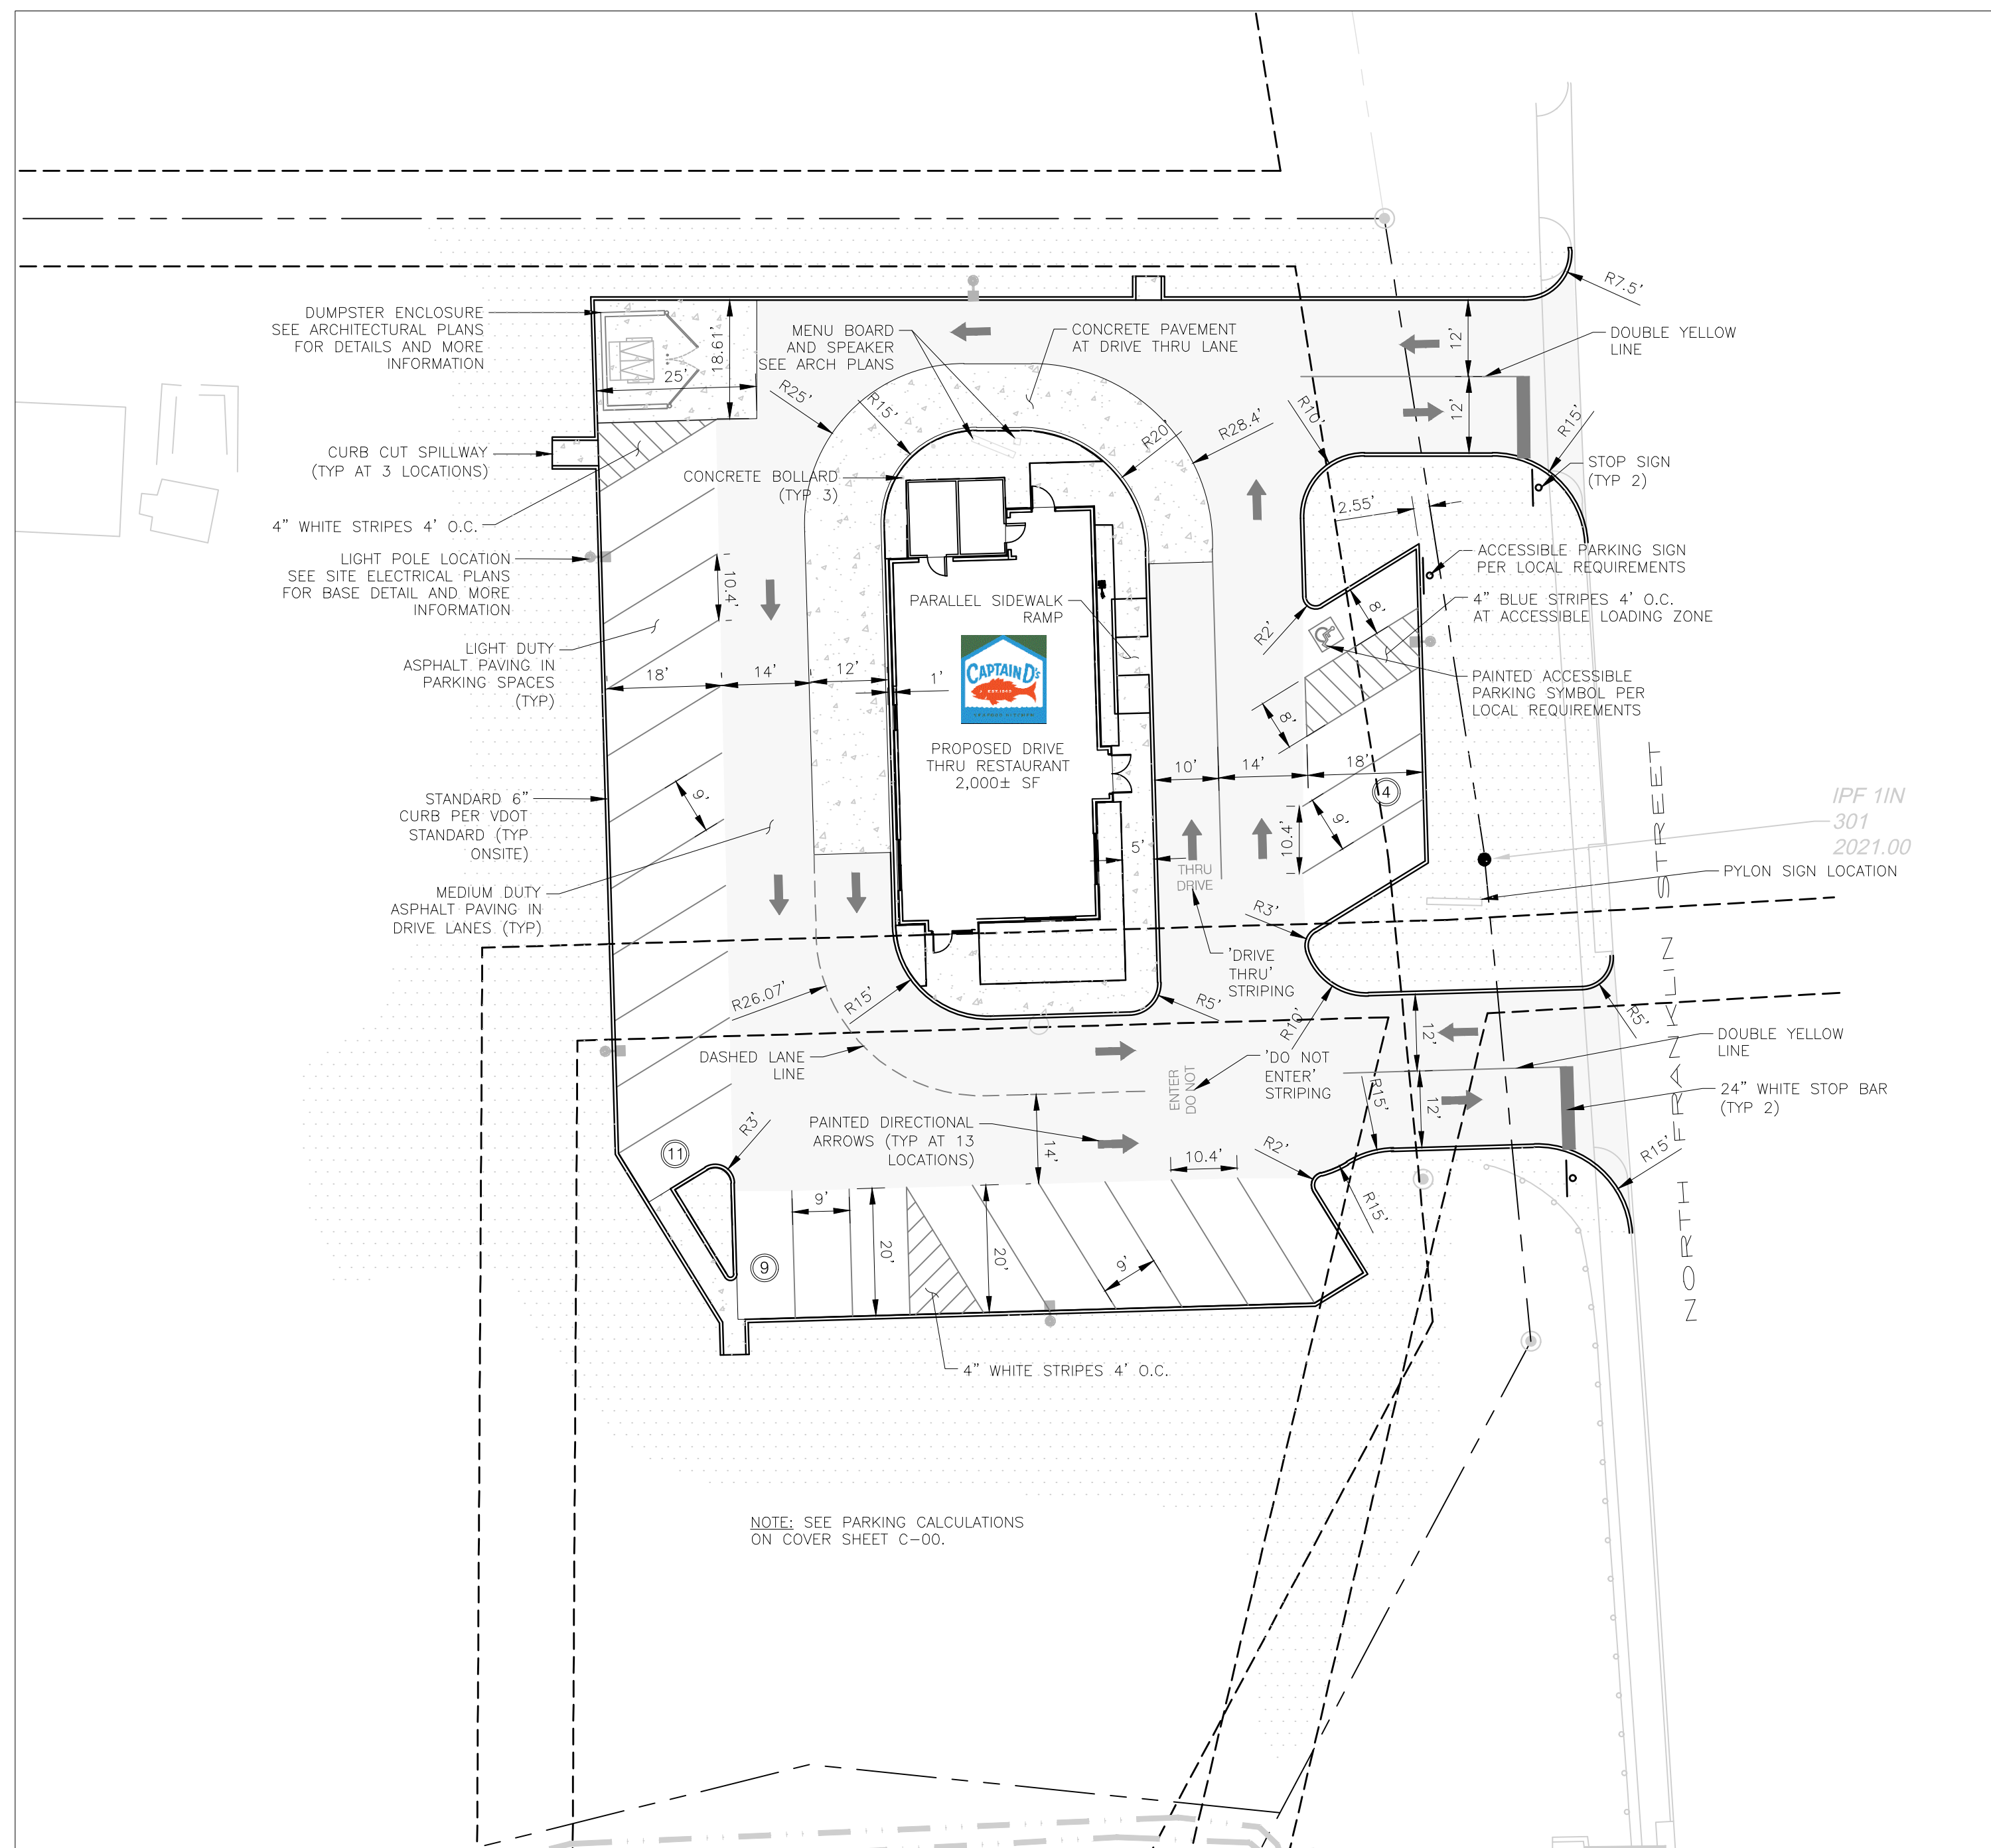 R7.5'
DUMPSTER ENCLOSURE
SEE ARCHITECTURAL PLANS
FOR DETAILS AND MORE
INFORMATION
18.61'
25'
MENU BOARD
AND SPEAKER
SEE ARCH PLANS
CONCRETE PAVEMENT
AT DRIVE THRU LANE
12'
DOUBLE YELLOW
LINE
12'
R25'
R15'
R20'
R28.4'
R10'
R15'
CURB CUT SPILLWAY
(TYP AT 3 LOCATIONS)
CONCRETE BOLLARD
(TYP 3)
STOP SIGN
(TYP 2)
2.55'
4" WHITE STRIPES 4' O.C.
LIGHT POLE LOCATION
SEE SITE ELECTRICAL PLANS
FOR BASE DETAIL AND MORE
INFORMATION
10.4'
ACCESSIBLE PARKING SIGN
PER LOCAL REQUIREMENTS
PARALLEL SIDEWALK
RAMP
R2'
8'
4" BLUE STRIPES 4' O.C.
AT ACCESSIBLE LOADING ZONE
LIGHT DUTY
ASPHALT PAVING IN
PARKING SPACES
(TYP)
18'
14'
12'
1'
CAPTAIN D's
PAINTED ACCESSIBLE
PARKING SYMBOL PER
LOCAL REQUIREMENTS
8'
PROPOSED DRIVE
THRU RESTAURANT
2,000± SF
10'
14'
18'
4
9'
9'
10.4'
STANDARD 6"
CURB PER VDOT
STANDARD (TYP
ONSITE)
IPF 1IN
301
2021.00
5'
THRU
DRIVE
PYLON SIGN LOCATION
MEDIUM DUTY
ASPHALT PAVING IN
DRIVE LANES (TYP)
R3'
'DRIVE
THRU'
STRIPING
R26.07'
R15'
R5'
R10'
R5'
NORTH FRANKLIN STREET
12'
DOUBLE YELLOW
LINE
DASHED LANE
LINE
ENTER
DO NOT
'DO NOT
ENTER'
STRIPING
R15'
12'
24" WHITE STOP BAR
(TYP 2)
PAINTED DIRECTIONAL
ARROWS (TYP AT 13
LOCATIONS)
14'
R3'
11
10.4'
R2'
R15'
R15'
9'
20'
20'
9'
9
4" WHITE STRIPES 4' O.C.
NOTE: SEE PARKING CALCULATIONS
ON COVER SHEET C-00.